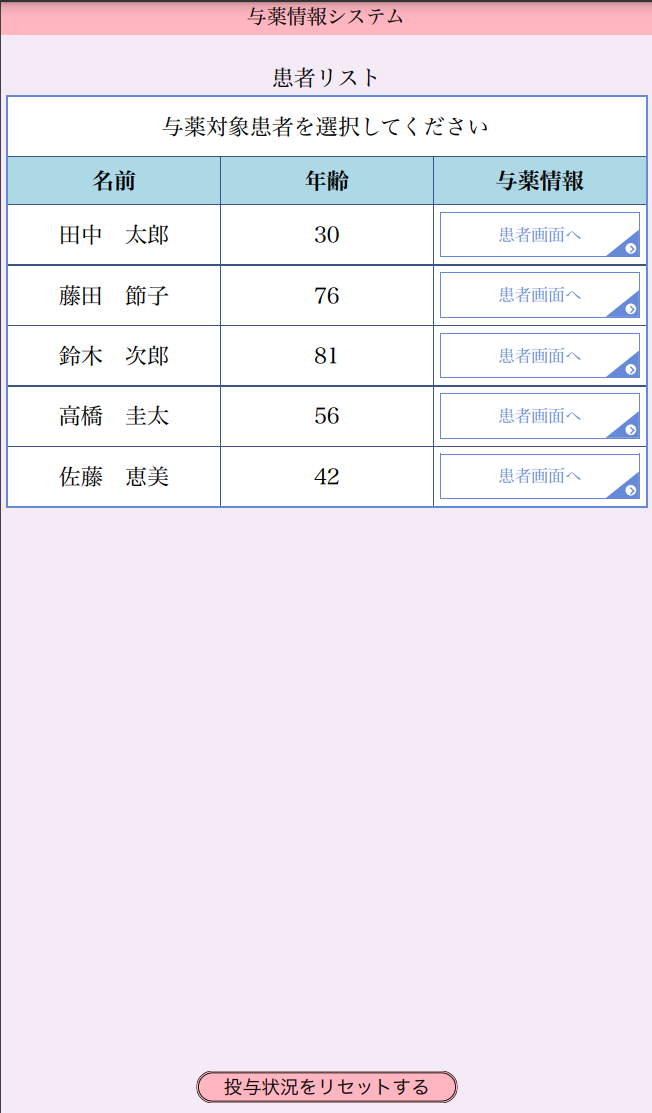 与薬情報システム
患者リスト
与薬対象患者を選択してください
名前 年齢 与薬情報
田中　太郎 30 患者画面へ
藤田　節子 76 患者画面へ
鈴木　次郎 81 患者画面へ
高橋　圭太 56 患者画面へ
佐藤　恵美 42 患者画面へ
投与状況をリセットする